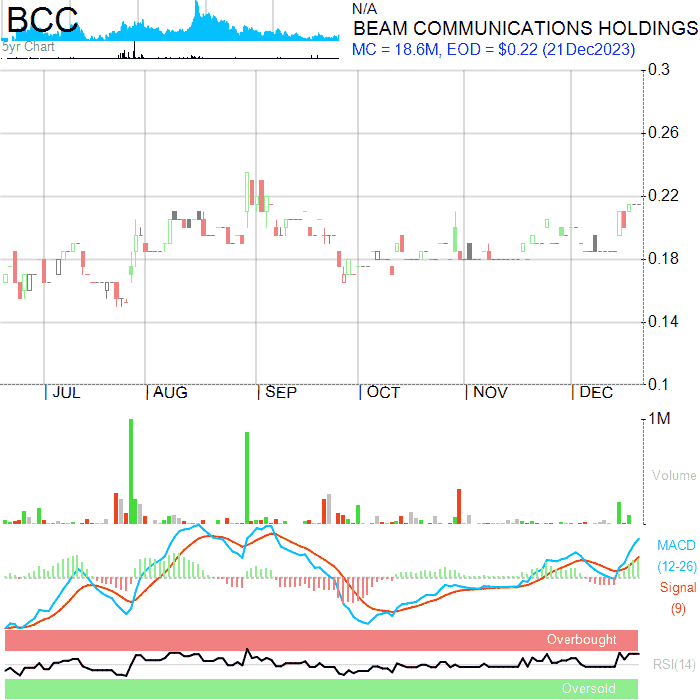 BCC
5yr Chart
N/A
BEAM COMMUNICATIONS HOLDINGS
MC = 18.6M, EOD = $0.22 (21Dec2023)
0.3
0.26
0.22
0.18
0.14
0.1
JUL
AUG
SEP
OCT
NOV
DEC
1M
Volume
MACD
(12-26)
Signal
(9)
Overbought
RSI(14)
Oversold